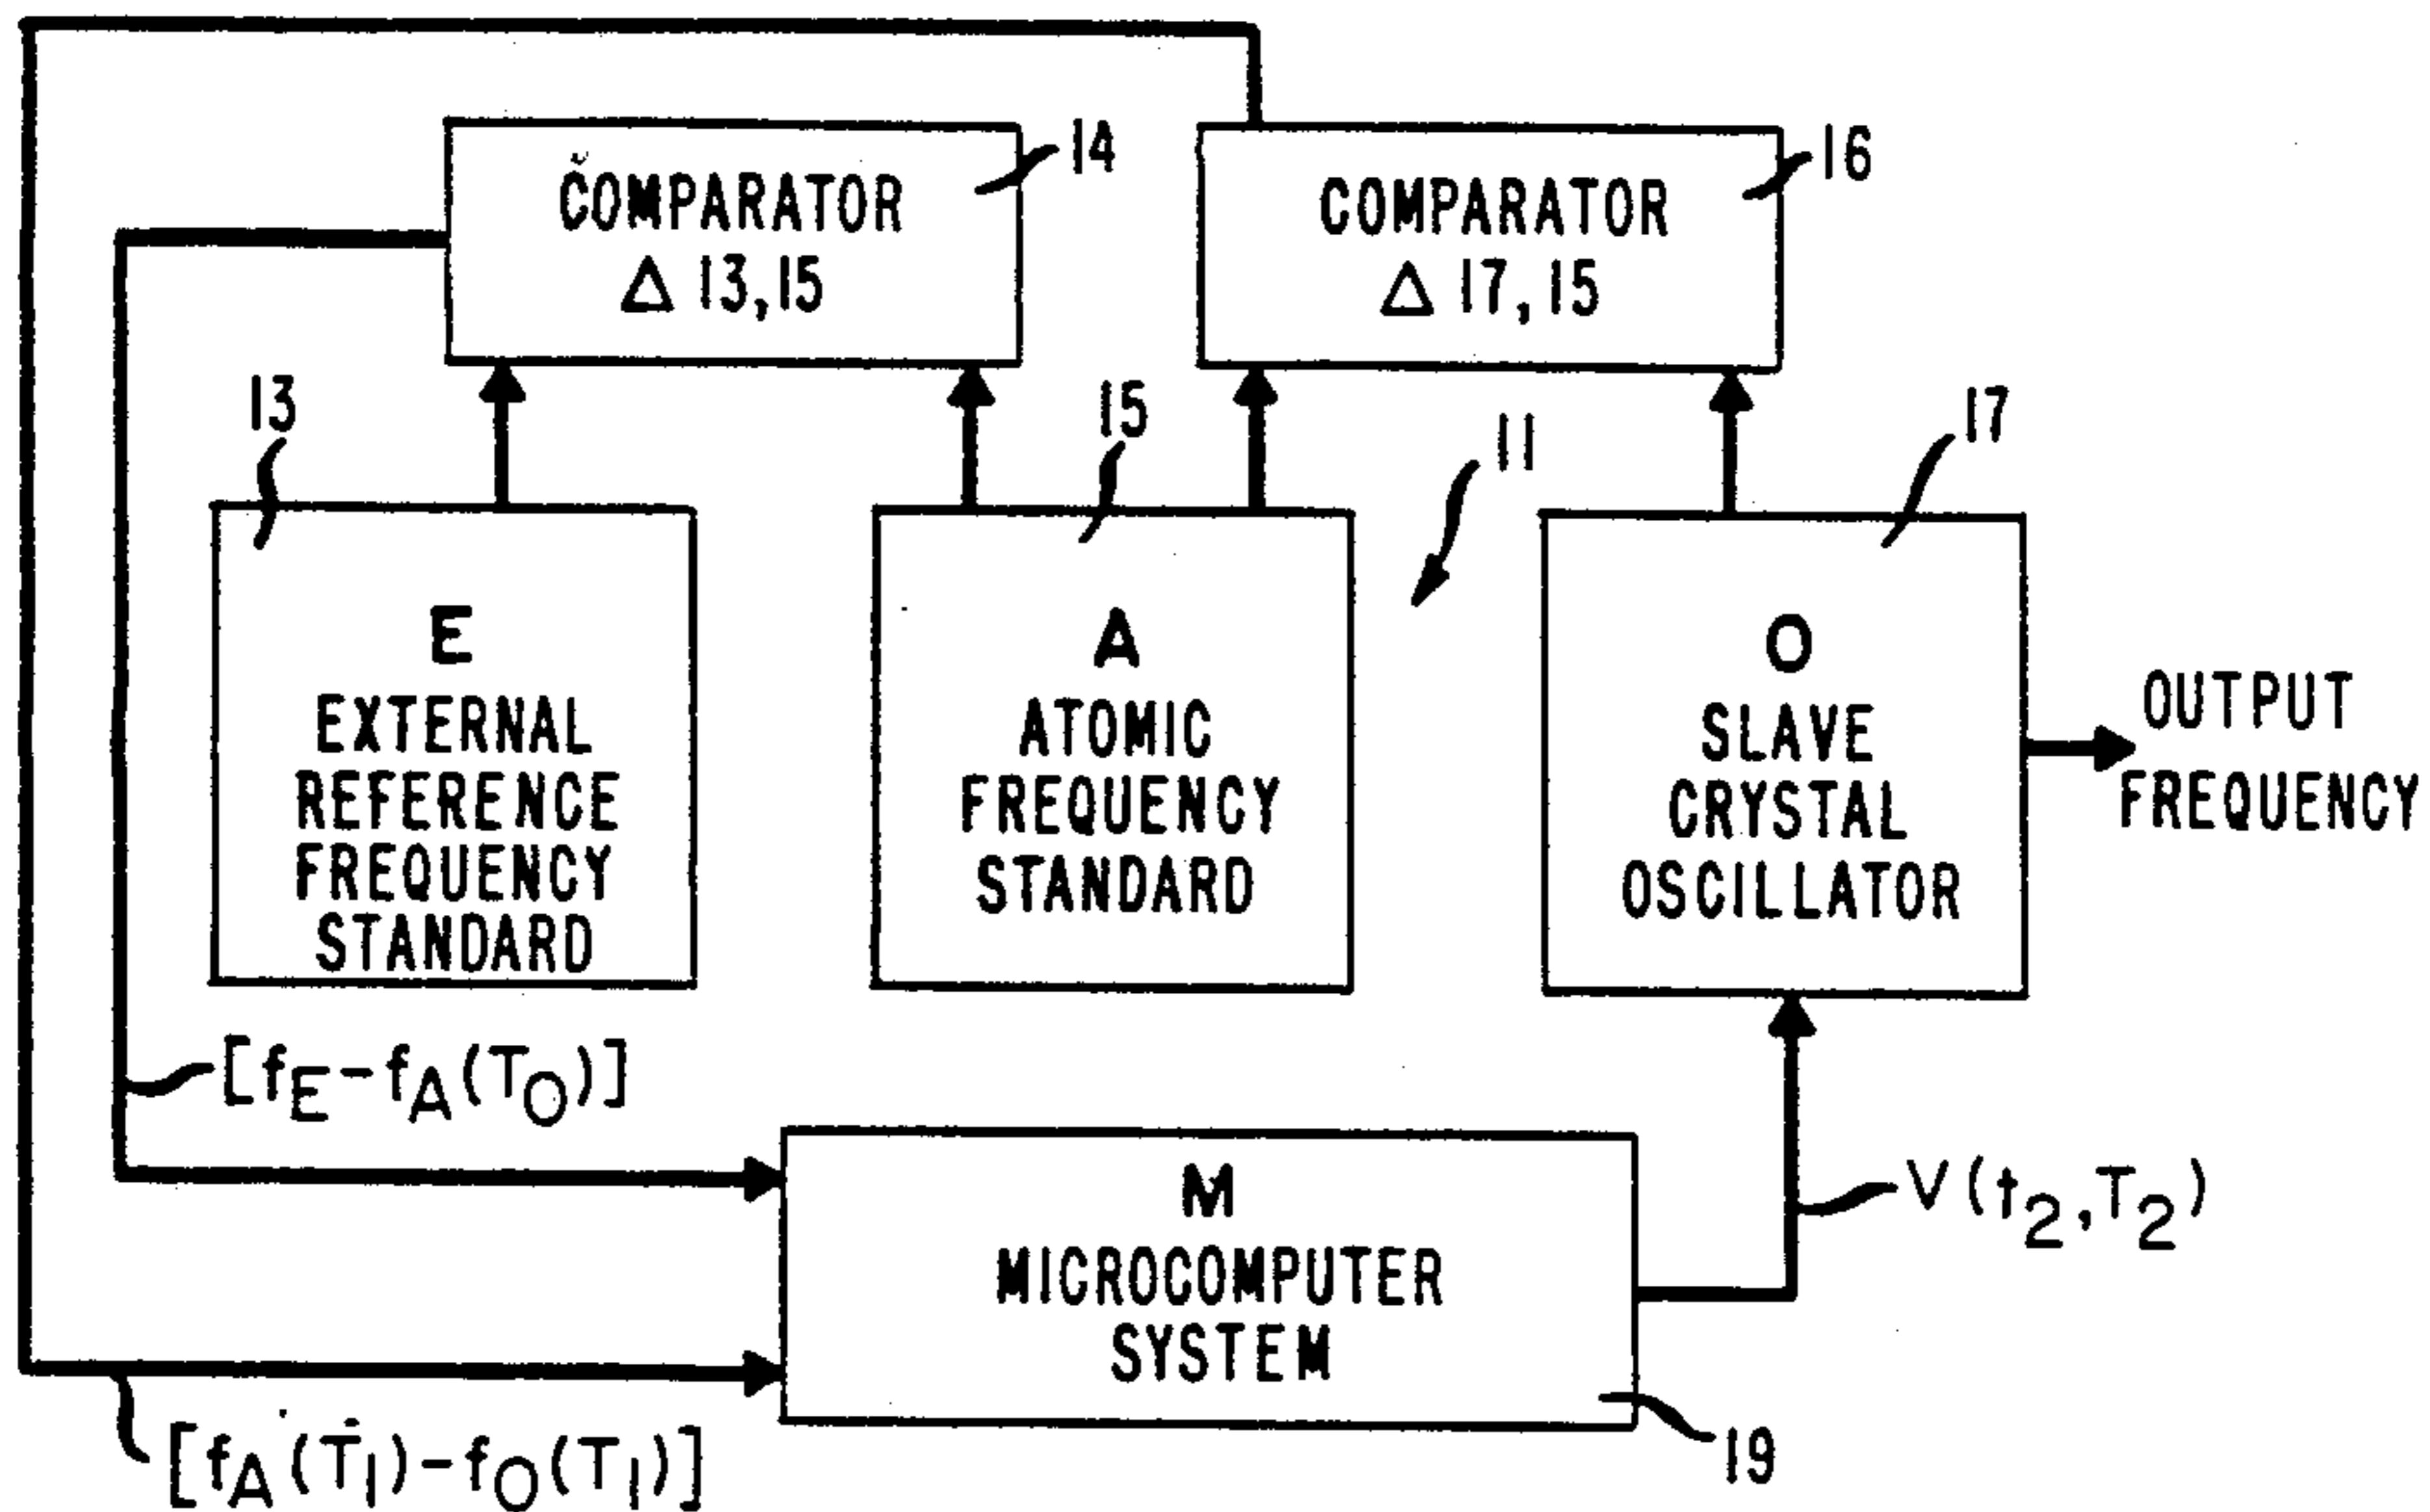 COMPARATOR
Δ 13,15
14
COMPARATOR
Δ 17,15
16
13
15
11
17
E
EXTERNAL
REFERENCE
FREQUENCY
STANDARD
A
ATOMIC
FREQUENCY
STANDARD
O
SLAVE
CRYSTAL
OSCILLATOR
OUTPUT
FREQUENCY
[fE-fA(TO)]
M
MICROCOMPUTER
SYSTEM
V(t2,T2)
[fA(T1)-fO(T1)]
19